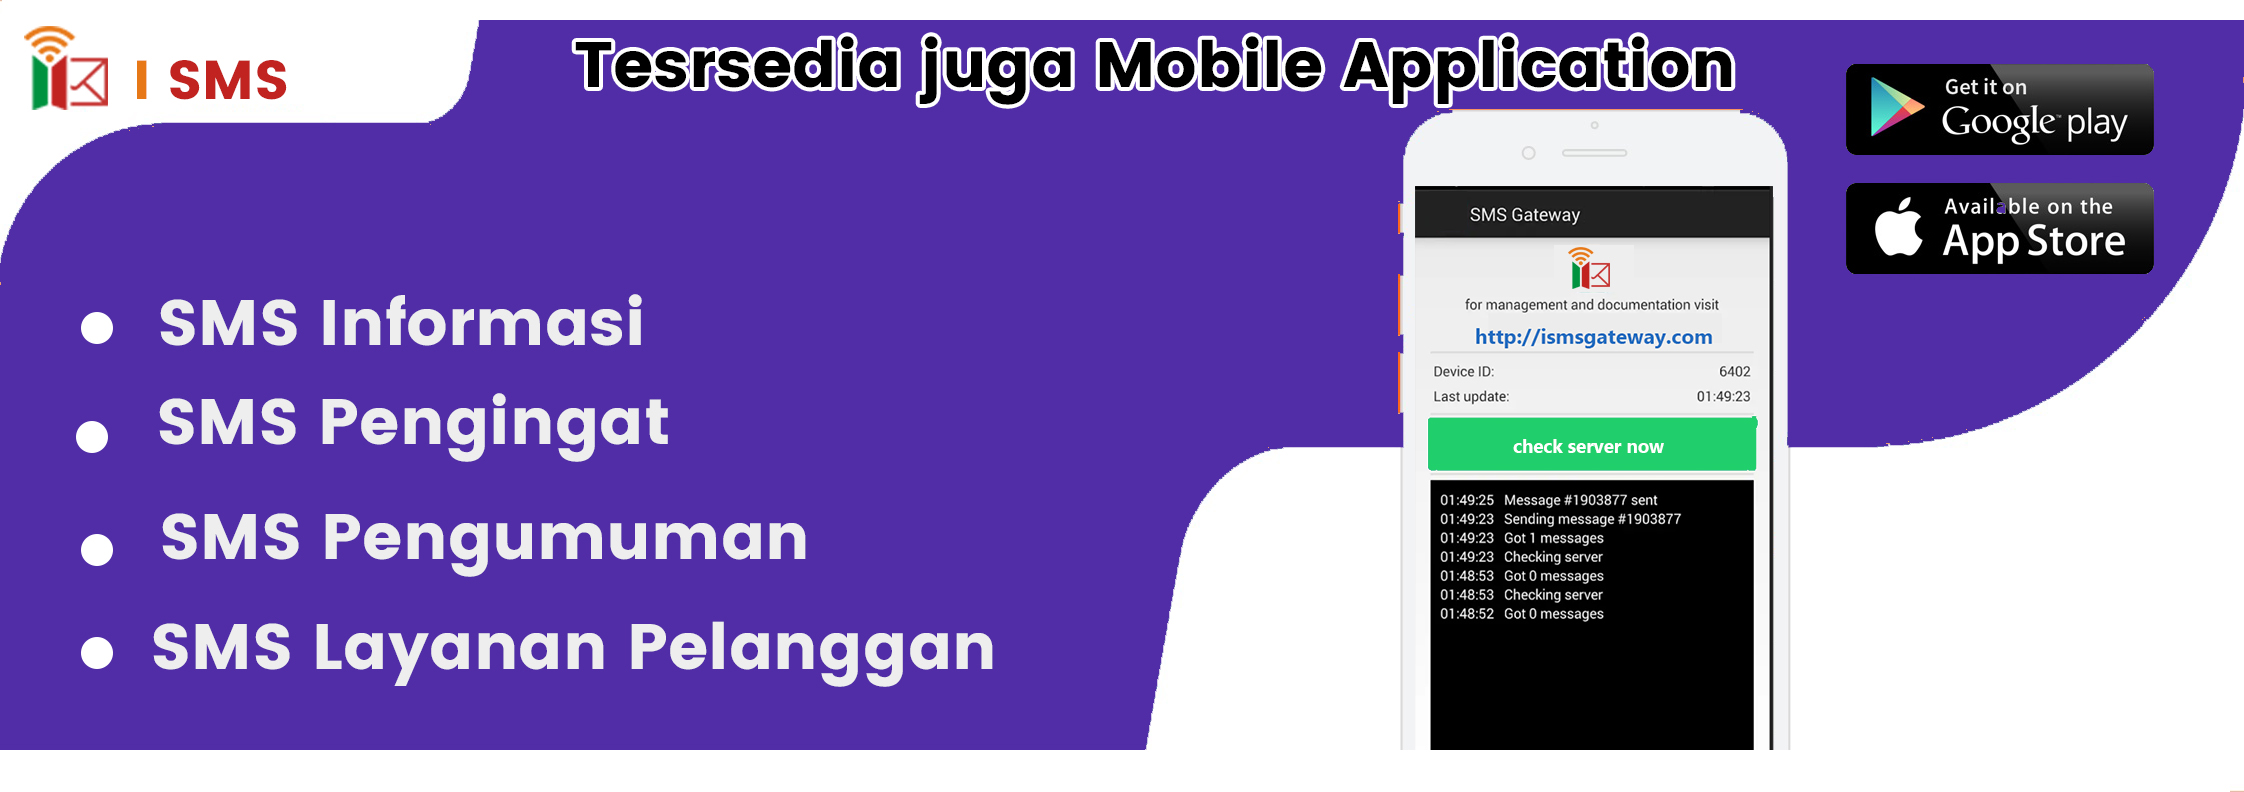 I SMS
Tesrsedia juga Mobile Application
Get it on
Google play
Available on the
App Store
SMS Informasi
SMS Pengingat
SMS Pengumuman
SMS Layanan Pelanggan
SMS Gateway
for management and documentation visit
http://ismsgateway.com
Device ID: 6402
Last update: 01:49:23
check server now
01:49:25 Message #1903877 sent
01:49:23 Sending message #1903877
01:49:23 Got 1 messages
01:49:23 Checking server
01:48:53 Got 0 messages
01:48:53 Checking server
01:48:52 Got 0 messages